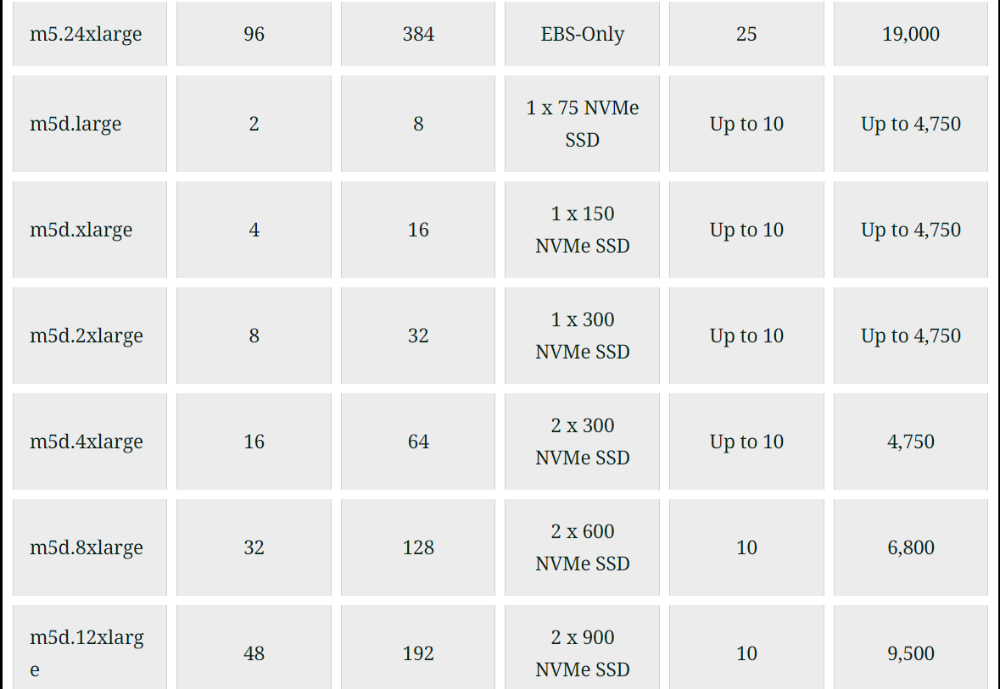 m5.24xlarge 96 384 EBS-Only 25 19,000
m5d.large 2 8 1 x 75 NVMe
SSD Up to 10 Up to 4,750
m5d.xlarge 4 16 1 x 150
NVMe SSD Up to 10 Up to 4,750
m5d.2xlarge 8 32 1 x 300
NVMe SSD Up to 10 Up to 4,750
m5d.4xlarge 16 64 2 x 300
NVMe SSD Up to 10 4,750
m5d.8xlarge 32 128 2 x 600
NVMe SSD 10 6,800
m5d.12xlarg
e 48 192 2 x 900
NVMe SSD 10 9,500